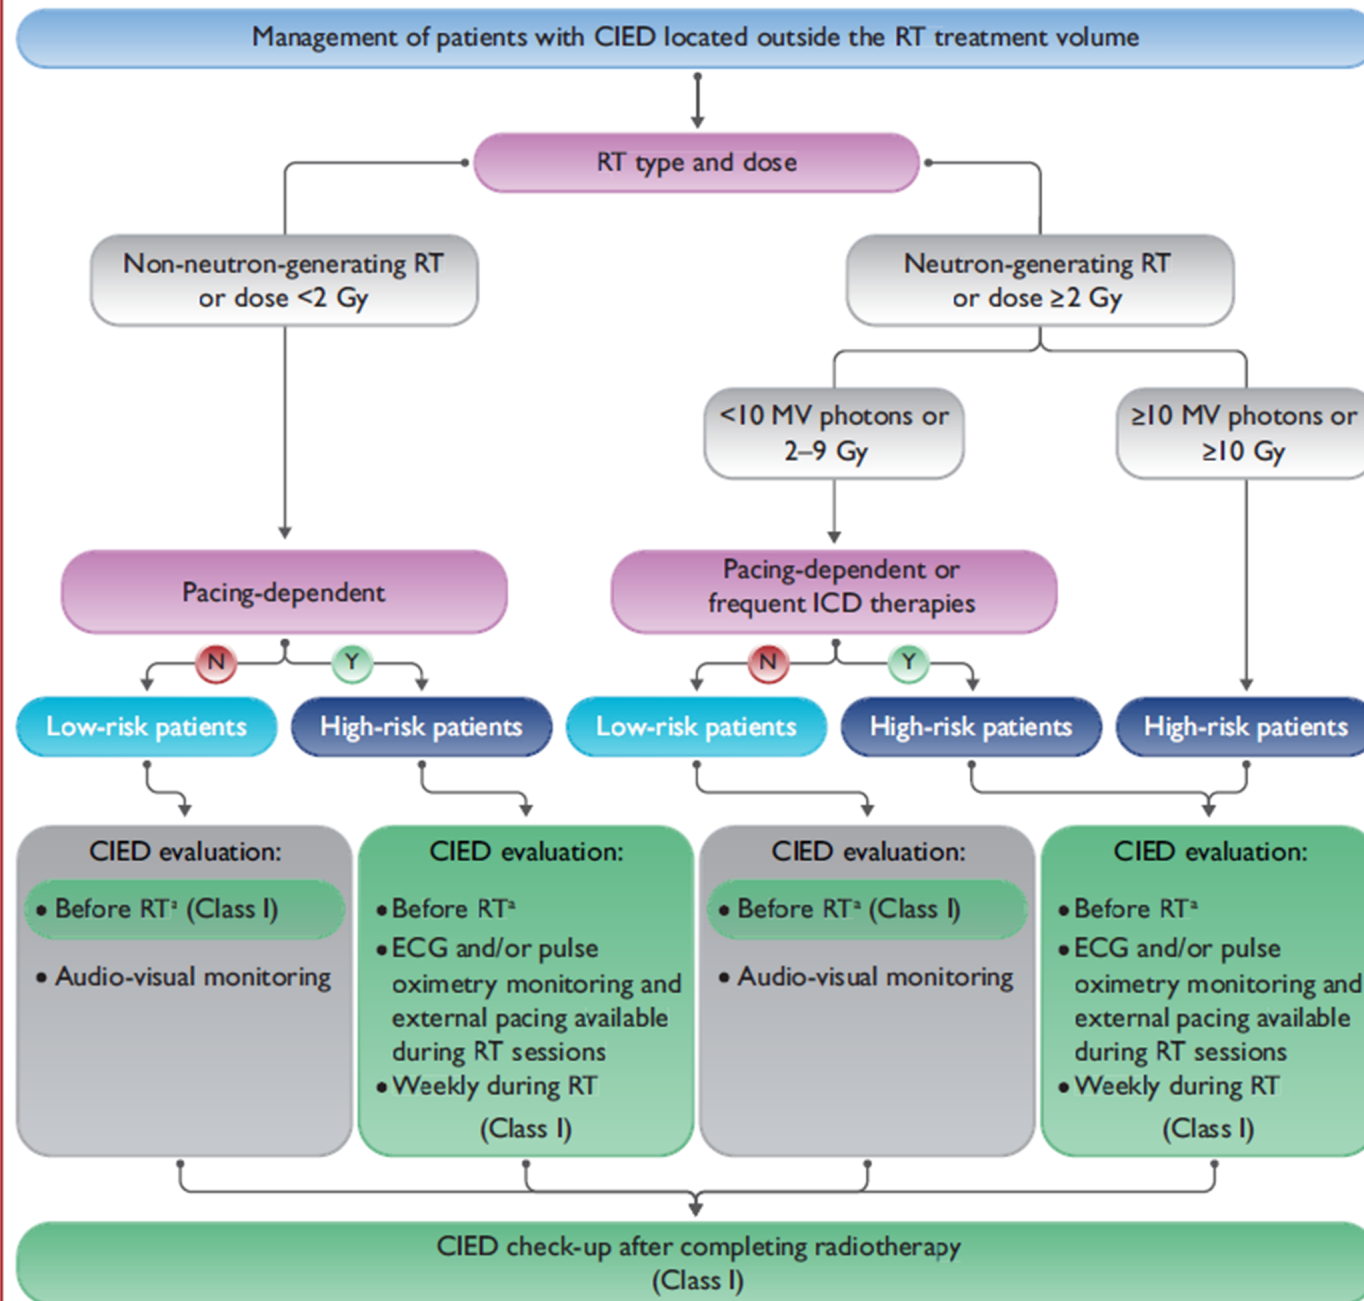 Management of patients with CIED located outside the RT treatment volume
RT type and dose
Non-neutron-generating RT
or dose <2 Gy
Neutron-generating RT
or dose ≥2 Gy
<10 MV photons or
2–9 Gy
≥10 MV photons or
≥10 Gy
Pacing-dependent
Pacing-dependent or
frequent ICD therapies
N
Y
N
Y
Low-risk patients
High-risk patients
Low-risk patients
High-risk patients
High-risk patients
CIED evaluation:
• Before RTᵃ (Class I)
• Audio-visual monitoring
CIED evaluation:
• Before RTᵃ
• ECG and/or pulse
oximetry monitoring and
external pacing available
during RT sessions
• Weekly during RT
(Class I)
CIED evaluation:
• Before RTᵃ (Class I)
• Audio-visual monitoring
CIED evaluation:
• Before RTᵃ
• ECG and/or pulse
oximetry monitoring and
external pacing available
during RT sessions
• Weekly during RT
(Class I)
CIED check-up after completing radiotherapy
(Class I)